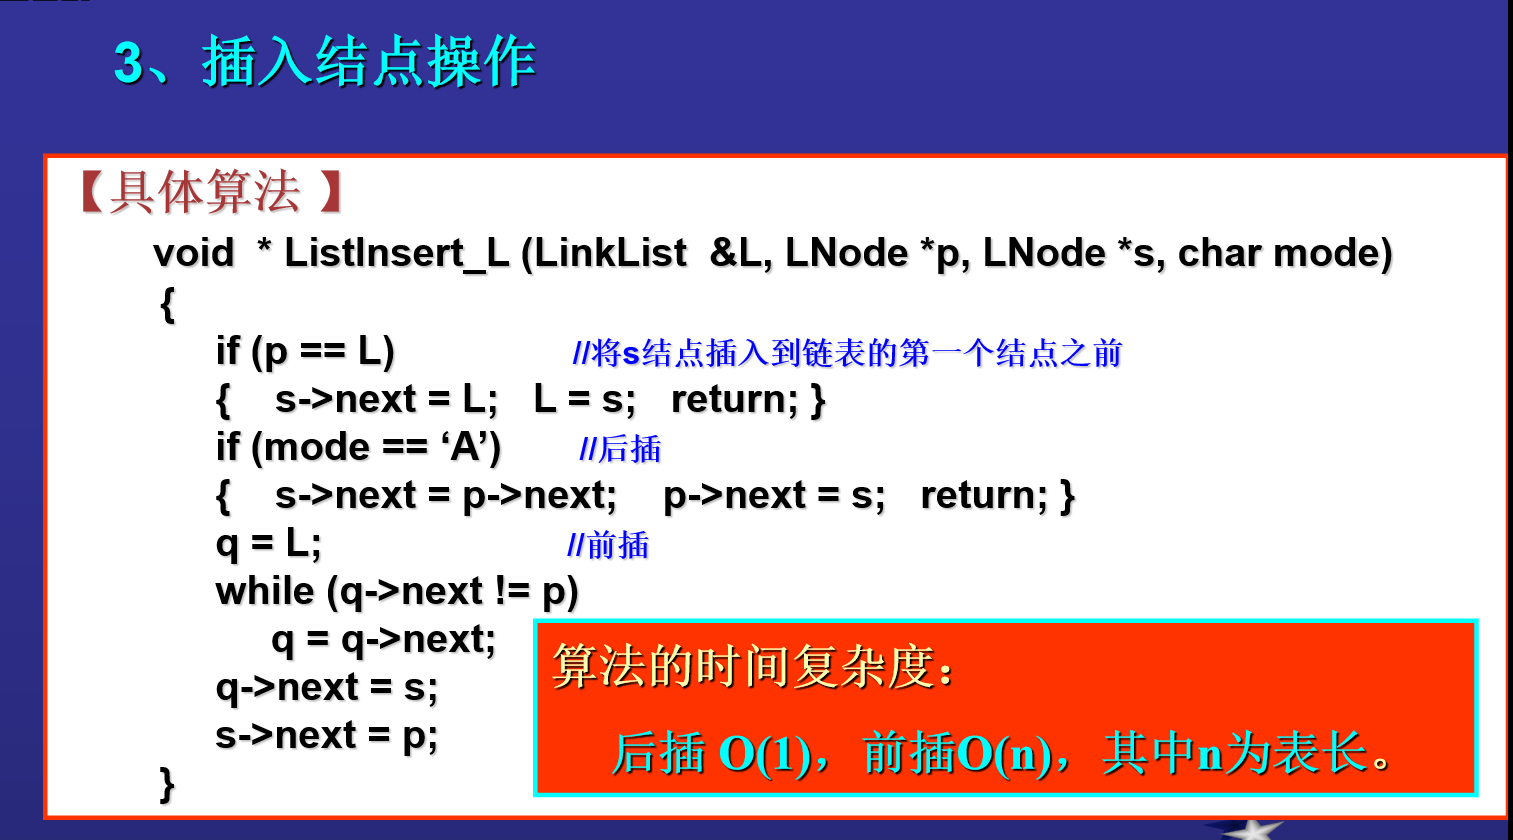 3、插入结点操作
【具体算法 】
void * ListInsert_L (LinkList &L, LNode *p, LNode *s, char mode)
{
if (p == L) //将s结点插入到链表的第一个结点之前
{ s->next = L; L = s; return; }
if (mode == ‘A’) //后插
{ s->next = p->next; p->next = s; return; }
q = L; //前插
while (q->next != p)
q = q->next;
q->next = s;
s->next = p;
}
算法的时间复杂度：
后插 O(1)，前插O(n)，其中n为表长。